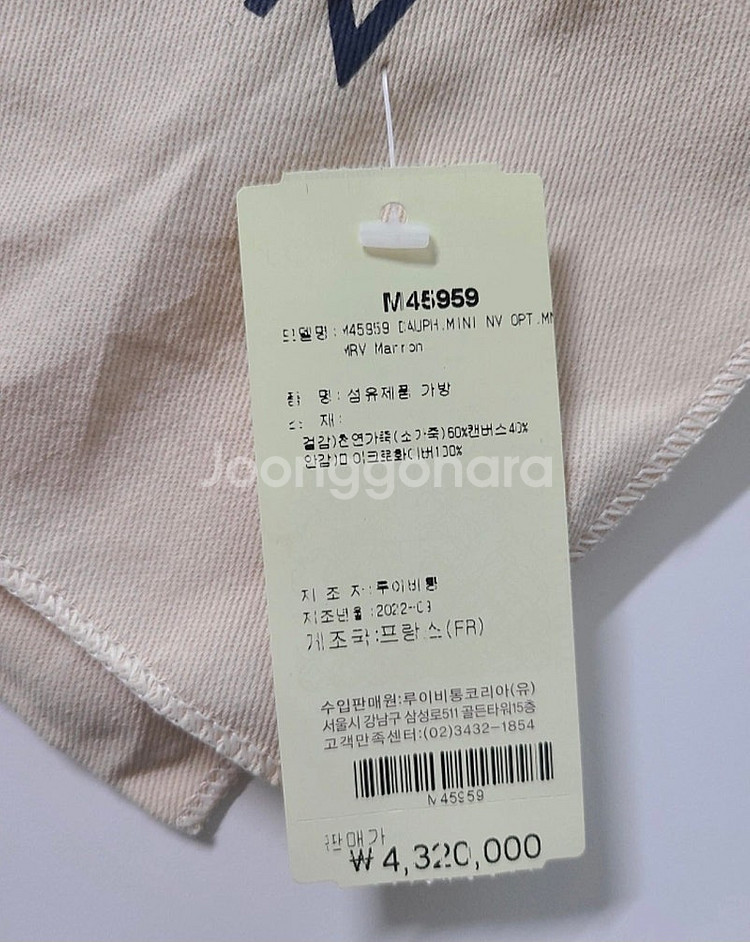 M45959
모델명: M45959 DAUPH.MINI NV OPT.MN
MRV Marron
품 명: 섬유제품 가방
소 재:
겉감)천연가죽(소가죽)60%캔버스40%
안감)마이크로화이버100%
Joonggonara
제 조 자:루이비통
제조년월:2022-03
제조국:프랑스(FR)
수입판매원:루이비통코리아(유)
서울시 강남구 삼성로511 골든타워15층
고객만족센터:(02)3432-1854
M45959
판매가
₩ 4,320,000